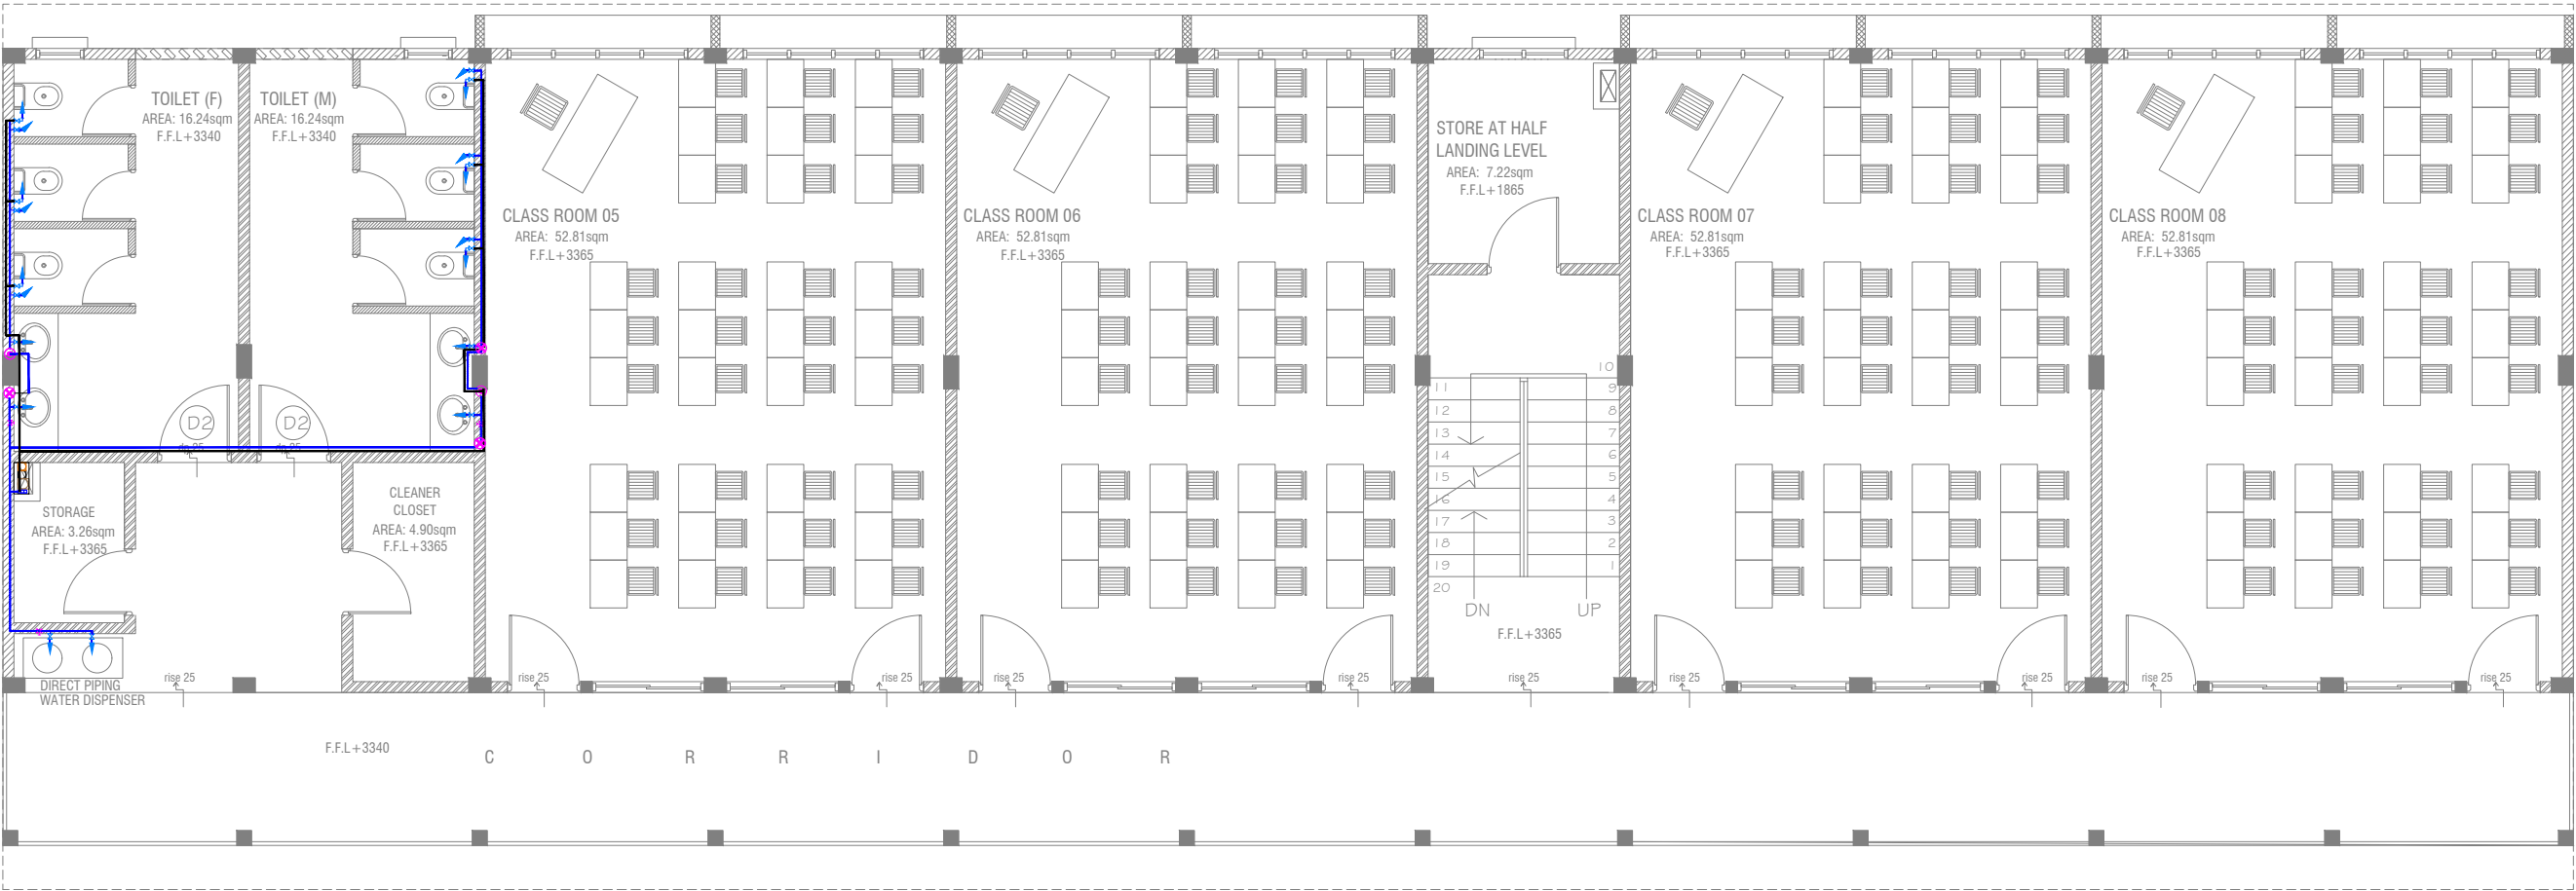 TOILET (F)
AREA: 16.24sqm
F.F.L+3340
TOILET (M)
AREA: 16.24sqm
F.F.L+3340
CLASS ROOM 05
AREA: 52.81sqm
F.F.L+3365
CLASS ROOM 06
AREA: 52.81sqm
F.F.L+3365
STORE AT HALF
LANDING LEVEL
AREA: 7.22sqm
F.F.L+1865
CLASS ROOM 07
AREA: 52.81sqm
F.F.L+3365
CLASS ROOM 08
AREA: 52.81sqm
F.F.L+3365
D2
D2
STORAGE
AREA: 3.26sqm
F.F.L+3365
CLEANER
CLOSET
AREA: 4.90sqm
F.F.L+3365
10
11
9
12
8
13
7
14
6
15
5
16
4
17
3
18
2
19
1
20
DN
UP
F.F.L+3365
DIRECT PIPING
WATER DISPENSER
rise 25
rise 25
rise 25
rise 25
rise 25
rise 25
rise 25
rise 25
rise 25
rise 25
F.F.L+3340
C O R R I D O R